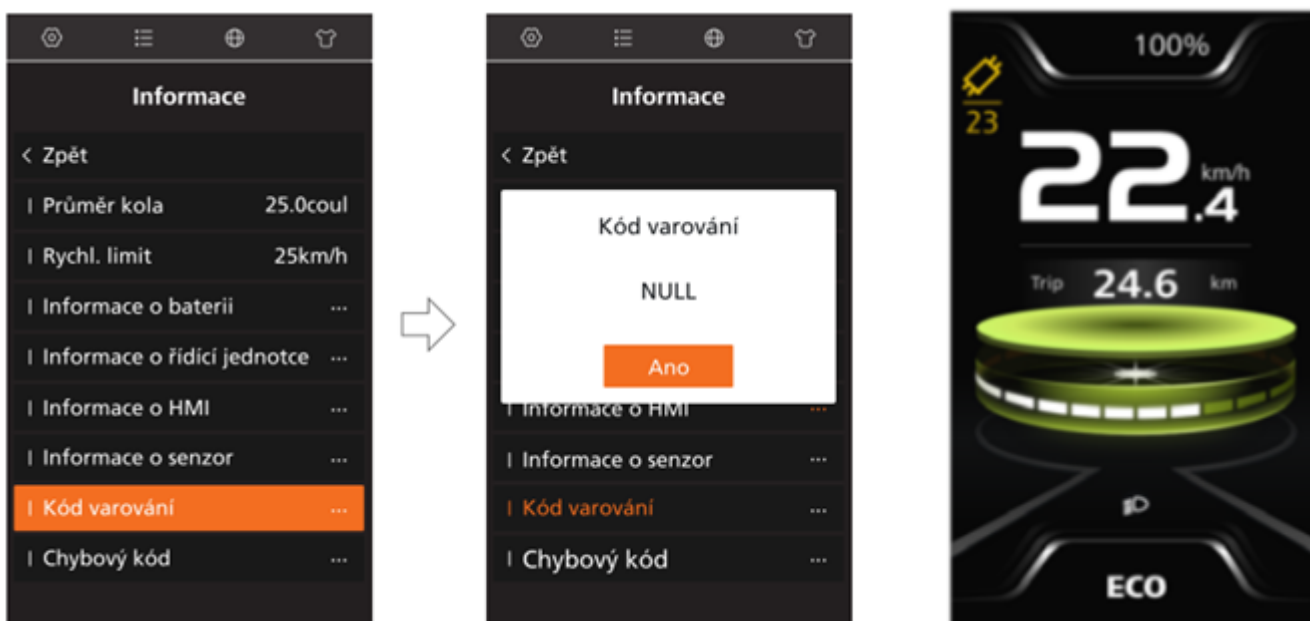 Informace
< Zpět
Průměr kola 25.0coul
Rychl. limit 25km/h
Informace o baterii ...
Informace o řídící jednotce ...
Informace o HMI ...
Informace o senzor ...
Kód varování ...
Chybový kód ...
Informace
< Zpět
Kód varování
NULL
Ano
Informace o HMI ...
Informace o senzor ...
Kód varování ...
Chybový kód ...
100%
23
22.4 km/h
Trip 24.6 km
ECO